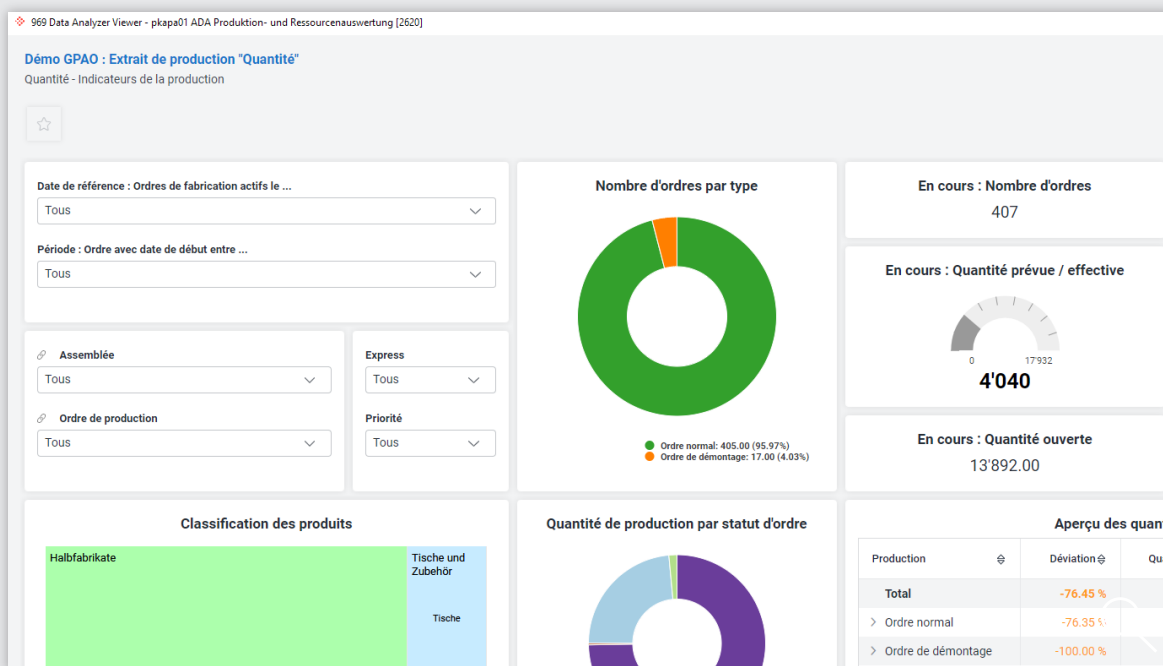 969 Data Analyzer Viewer - pkapa01 ADA Produktion- und Ressourcenauswertung [2620]
Démo GPAO : Extrait de production "Quantité"
Quantité - Indicateurs de la production
Date de référence : Ordres de fabrication actifs le ...
Tous
Période : Ordre avec date de début entre ...
Tous
Assemblée
Tous
Ordre de production
Tous
Express
Tous
Priorité
Tous
Nombre d'ordres par type
Ordre normal: 405.00 (95.97%)
Ordre de démontage: 17.00 (4.03%)
En cours : Nombre d'ordres
407
En cours : Quantité prévue / effective
0 17'932
4'040
En cours : Quantité ouverte
13'892.00
Classification des produits
Halbfabrikate
Tische und
Zubehör
Tische
Quantité de production par statut d'ordre
Aperçu des quan
Production Déviation Qu
Total -76.45 %
Ordre normal -76.35 %
Ordre de démontage -100.00 %